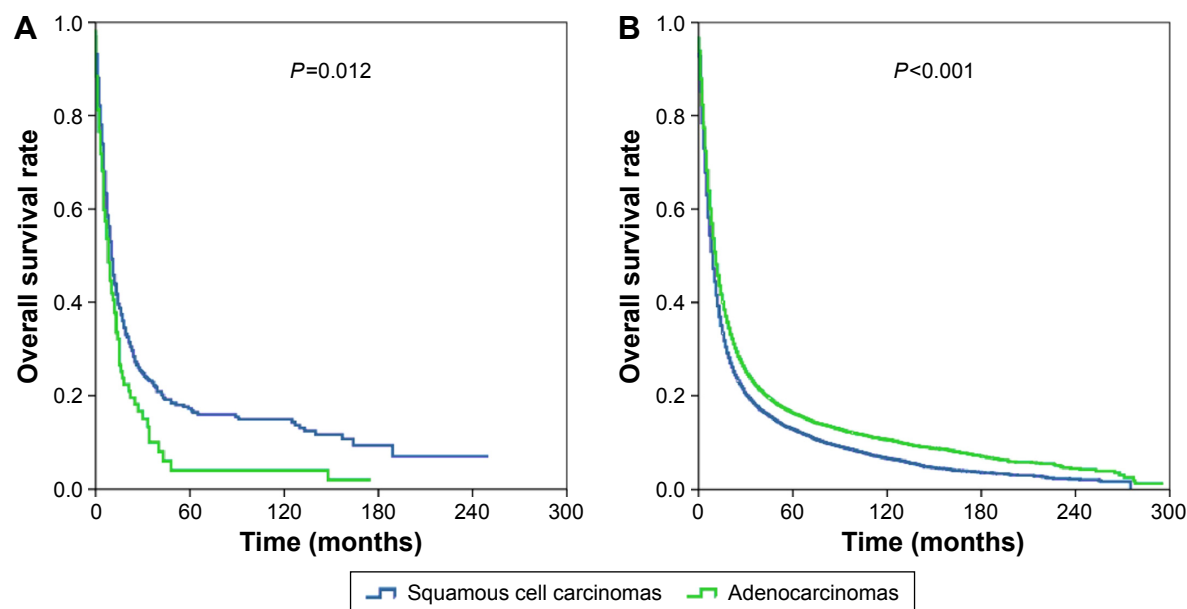 A
P=0.012
Overall survival rate
1.0
0.8
0.6
0.4
0.2
0.0
0 60 120 180 240 300
Time (months)
B
P<0.001
Overall survival rate
1.0
0.8
0.6
0.4
0.2
0.0
0 60 120 180 240 300
Time (months)
Squamous cell carcinomas Adenocarcinomas